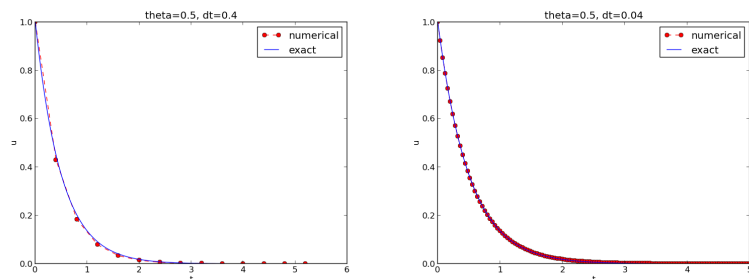 theta=0.5, dt=0.4
1.0
0.8
0.6
0.4
0.2
0.0
u
numerical
exact
0 1 2 3 4 5 6
t
theta=0.5, dt=0.04
1.0
0.8
0.6
0.4
0.2
0.0
u
numerical
exact
0 1 2 3 4 5
t